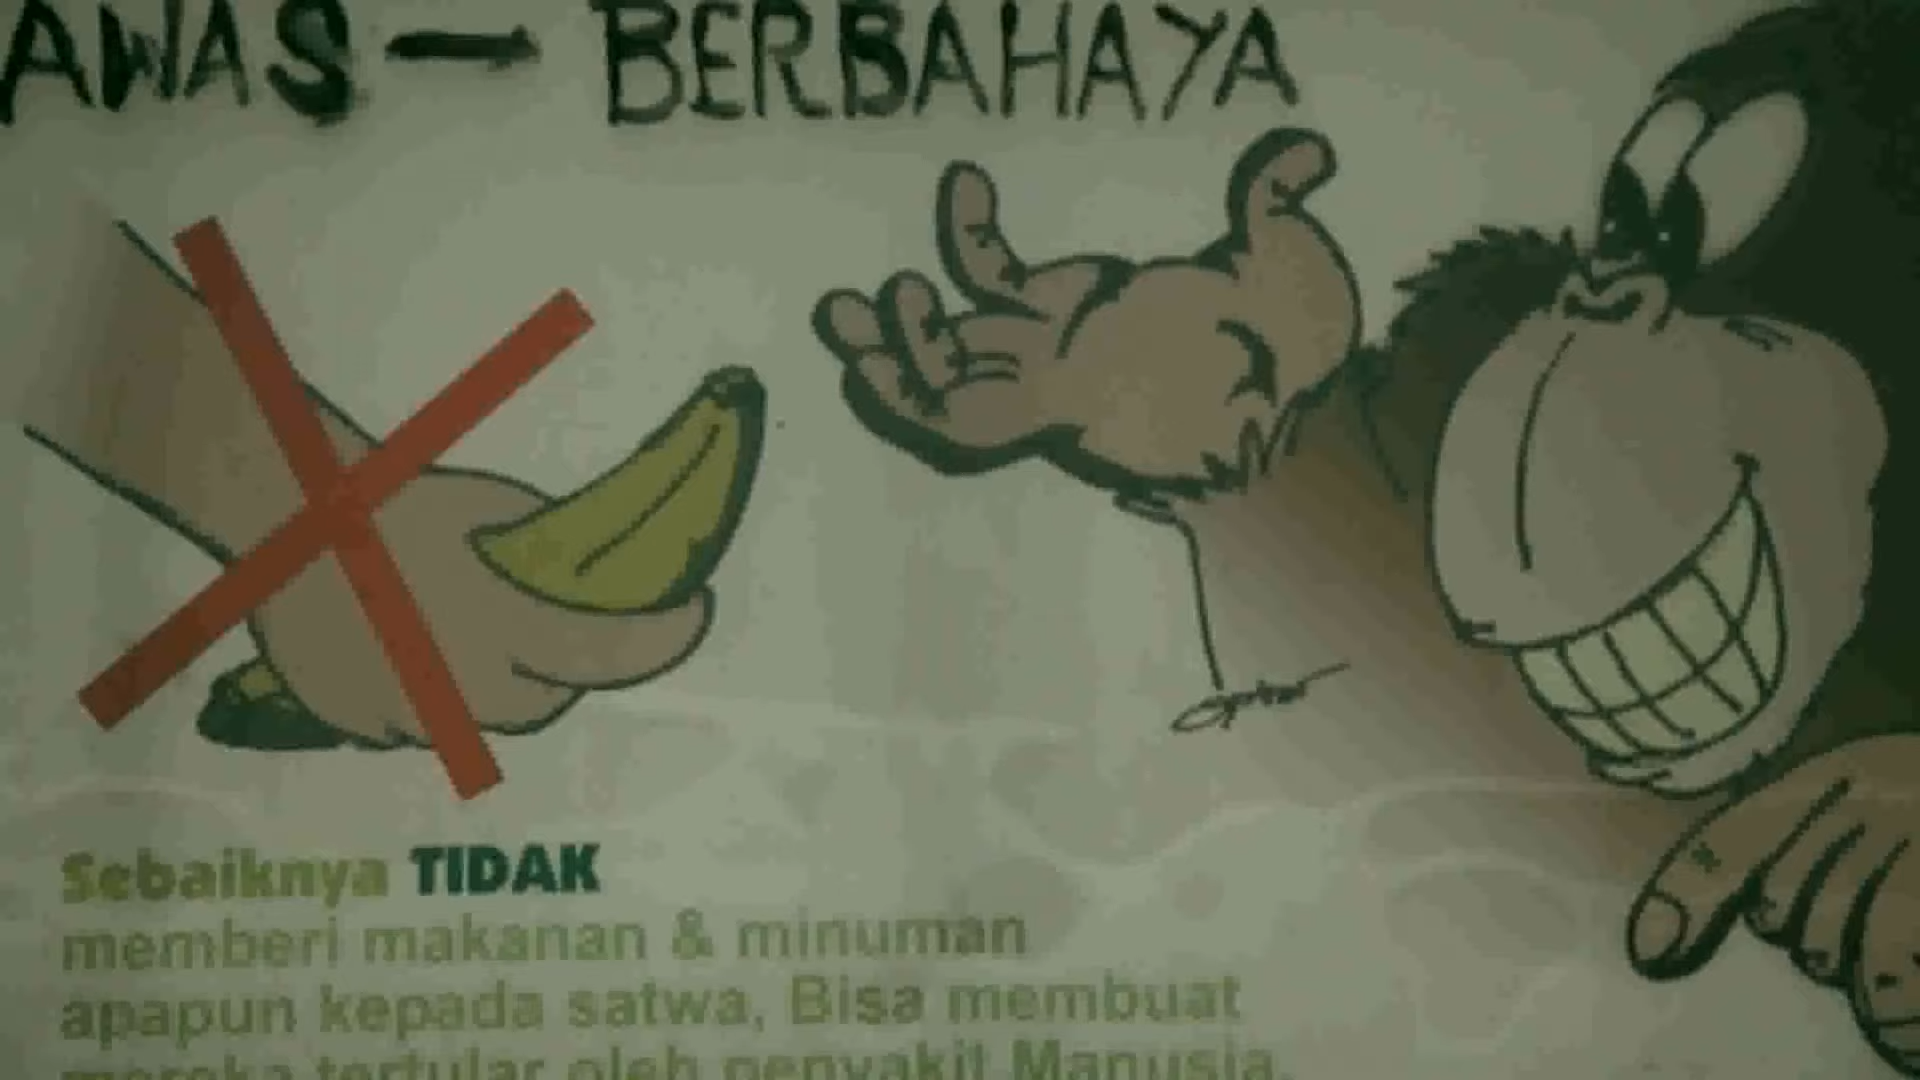 AWAS — BERBAHAYA
Sebaiknya TIDAK
memberi makanan & minuman
apapun kepada satwa, Bisa membuat
mereka tertular oleh penyakit Manusia.